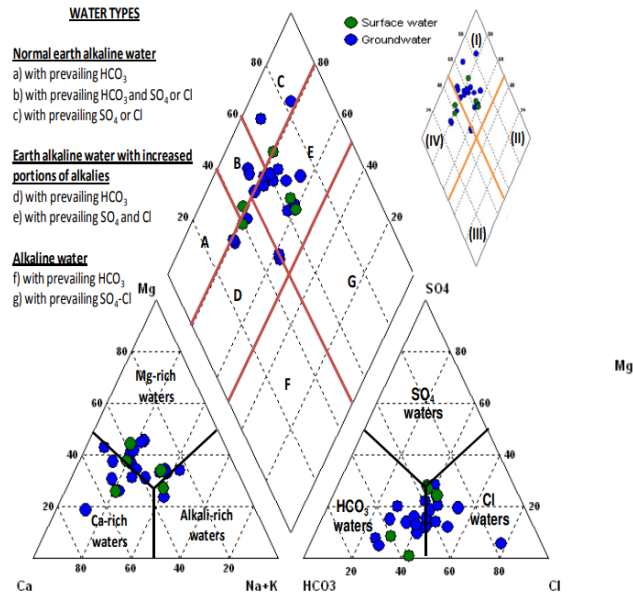 WATER TYPES
Normal earth alkaline water
a) with prevailing HCO3
b) with prevailing HCO3 and SO4 or Cl
c) with prevailing SO4 or Cl
Earth alkaline water with increased
portions of alkalies
d) with prevailing HCO3
e) with prevailing SO4 and Cl
Alkaline water
f) with prevailing HCO3
g) with prevailing SO4-Cl
Surface water
Groundwater
80
60
40
20
80
60
40
20
A
B
C
D
E
F
G
(I)
(II)
(III)
(IV)
Mg
80
60
40
20
Mg-rich
waters
Ca-rich
waters
Alkali-rich
waters
80
60
40
20
Ca
Na+K
SO4
80
60
40
20
SO4
waters
HCO3
waters
Cl
waters
20
40
60
80
HCO3
Cl
Mg